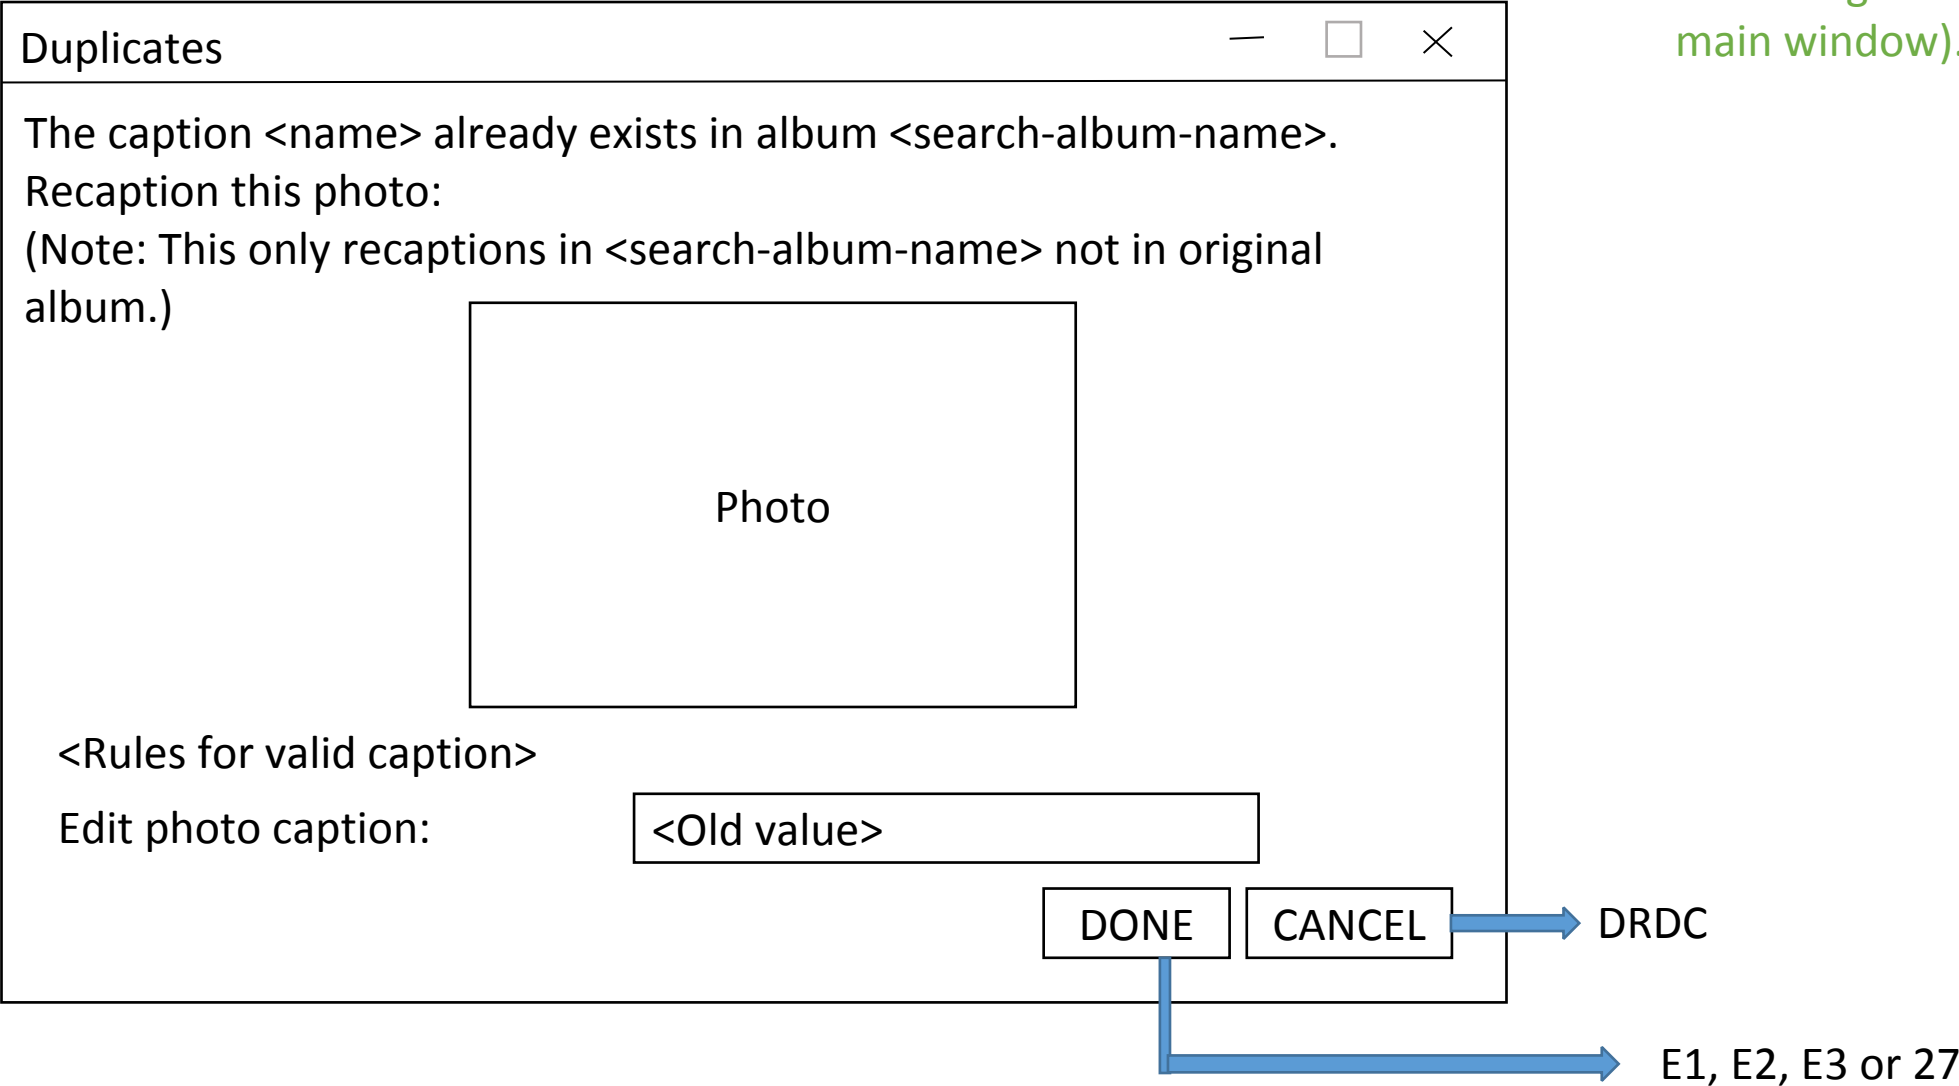 main window).
Duplicates
The caption <name> already exists in album <search-album-name>.
Recaption this photo:
(Note: This only recaptions in <search-album-name> not in original
album.)
Photo
<Rules for valid caption>
Edit photo caption:
<Old value>
DONE
CANCEL
DRDC
E1, E2, E3 or 27